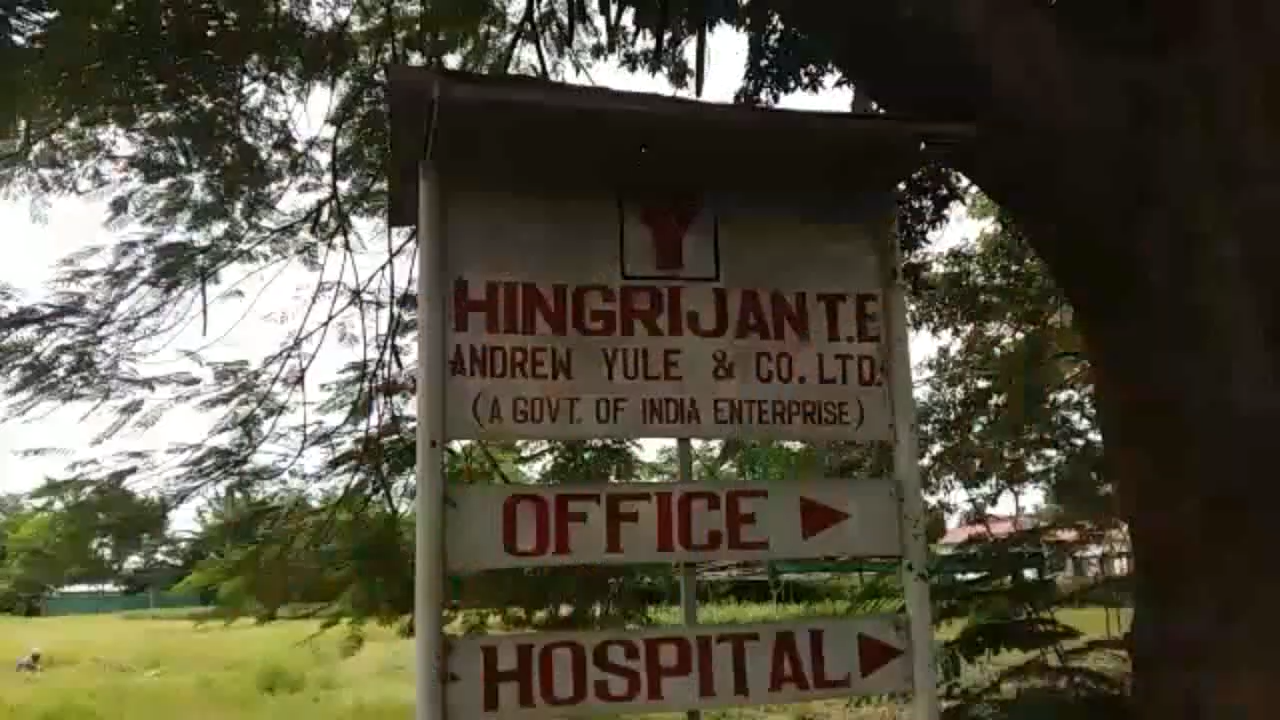 Y
HINGRIJAN T.E
ANDREW YULE & CO. LTD.
(A GOVT. OF INDIA ENTERPRISE)
OFFICE ▶
HOSPITAL ▶